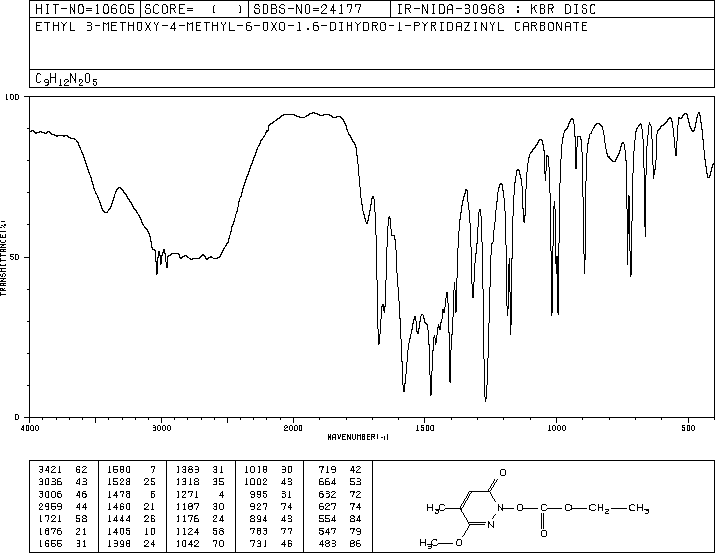 HIT-NO=10605 SCORE= ( ) SDBS-NO=24177 IR-NIDA-30968 : KBR DISC
ETHYL 3-METHOXY-4-METHYL-6-OXO-1,6-DIHYDRO-1-PYRIDAZINYL CARBONATE
C9H12N2O5
100
50
0
TRANSMITTANCE(%)
4000 3000 2000 1500 1000 500
WAVENUMBER(-1)
3421 62 1580 7 1383 31 1018 30 719 42
3036 43 1528 25 1318 35 1002 43 664 53
3006 46 1478 6 1271 4 995 31 632 72
2959 44 1460 21 1187 30 927 74 627 74
1721 58 1444 26 1176 24 894 43 554 84
1676 21 1405 10 1124 58 783 77 547 79
1655 31 1398 24 1042 70 731 46 483 86
O
H3C
N
O
C
O
CH2
CH3
N
H3C
O
O